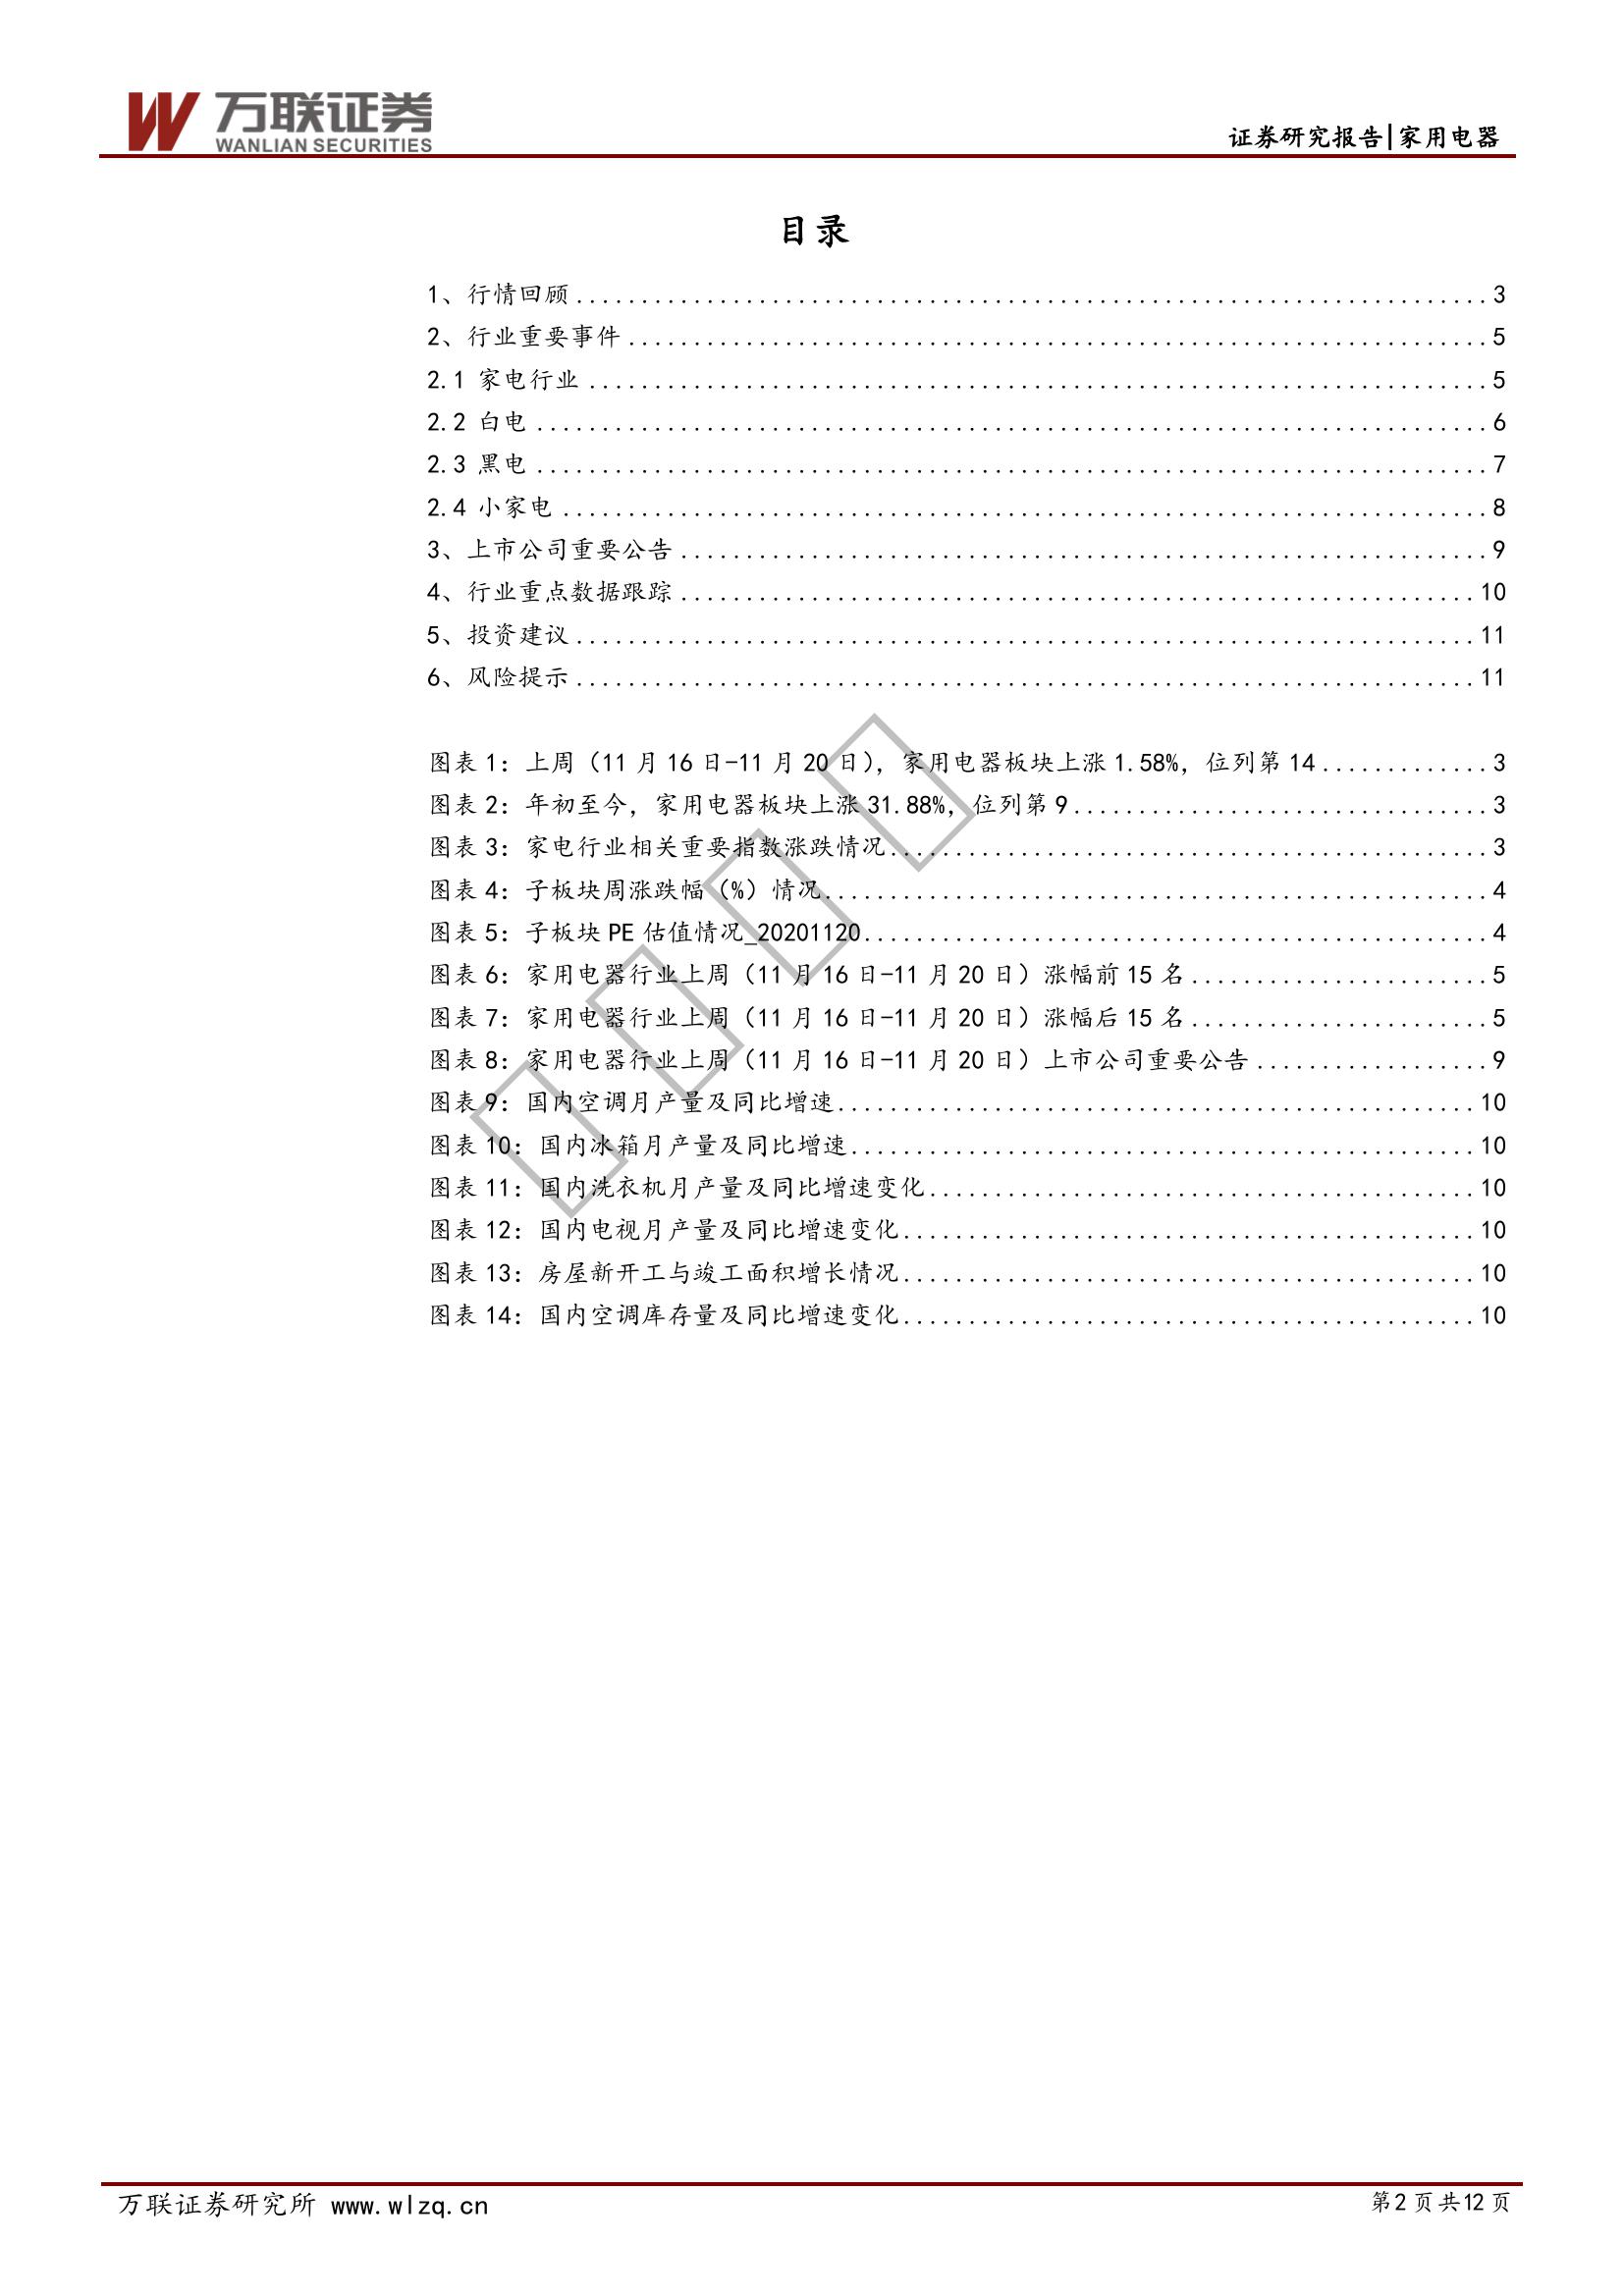 万联证券
WANLIAN SECURITIES
证券研究报告|家用电器
目录
1、行情回顾......................................................................3
2、行业重要事件..................................................................5
2.1 家电行业.....................................................................5
2.2 白电.........................................................................6
2.3 黑电.........................................................................7
2.4 小家电.......................................................................8
3、上市公司重要公告..............................................................9
4、行业重点数据跟踪.............................................................10
5、投资建议.....................................................................11
6、风险提示.....................................................................11
图表 1：上周（11 月 16 日-11 月 20 日），家用电器板块上涨 1.58%，位列第 14.............3
图表 2：年初至今，家用电器板块上涨 31.88%，位列第 9................................3
图表 3：家电行业相关重要指数涨跌情况..............................................3
图表 4：子板块周涨跌幅（%）情况...................................................4
图表 5：子板块 PE 估值情况_20201120................................................4
图表 6：家用电器行业上周（11 月 16 日-11 月 20 日）涨幅前 15 名.......................5
图表 7：家用电器行业上周（11 月 16 日-11 月 20 日）涨幅后 15 名.......................5
图表 8：家用电器行业上周（11 月 16 日-11 月 20 日）上市公司重要公告..................9
图表 9：国内空调月产量及同比增速.................................................10
图表 10：国内冰箱月产量及同比增速................................................10
图表 11：国内洗衣机月产量及同比增速变化..........................................10
图表 12：国内电视月产量及同比增速变化............................................10
图表 13：房屋新开工与竣工面积增长情况............................................10
图表 14：国内空调库存量及同比增速变化............................................10
万联证券研究所 www.wlzq.cn
第 2 页 共 12 页